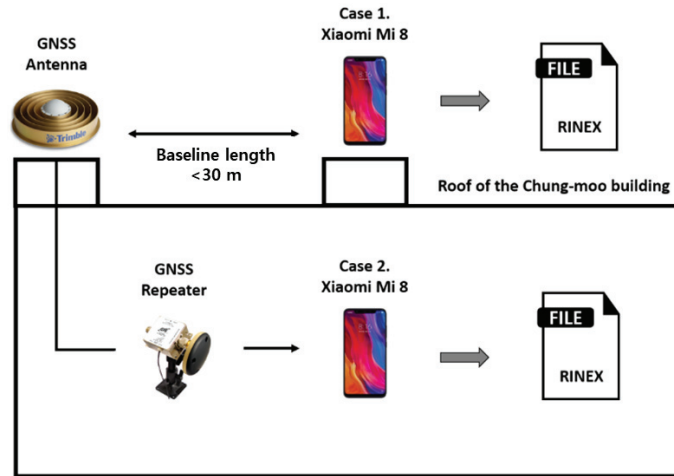 GNSS
Antenna
Trimble
Case 1.
Xiaomi Mi 8
FILE
RINEX
Baseline length
<30 m
Roof of the Chung-moo building
GNSS
Repeater
Case 2.
Xiaomi Mi 8
FILE
RINEX